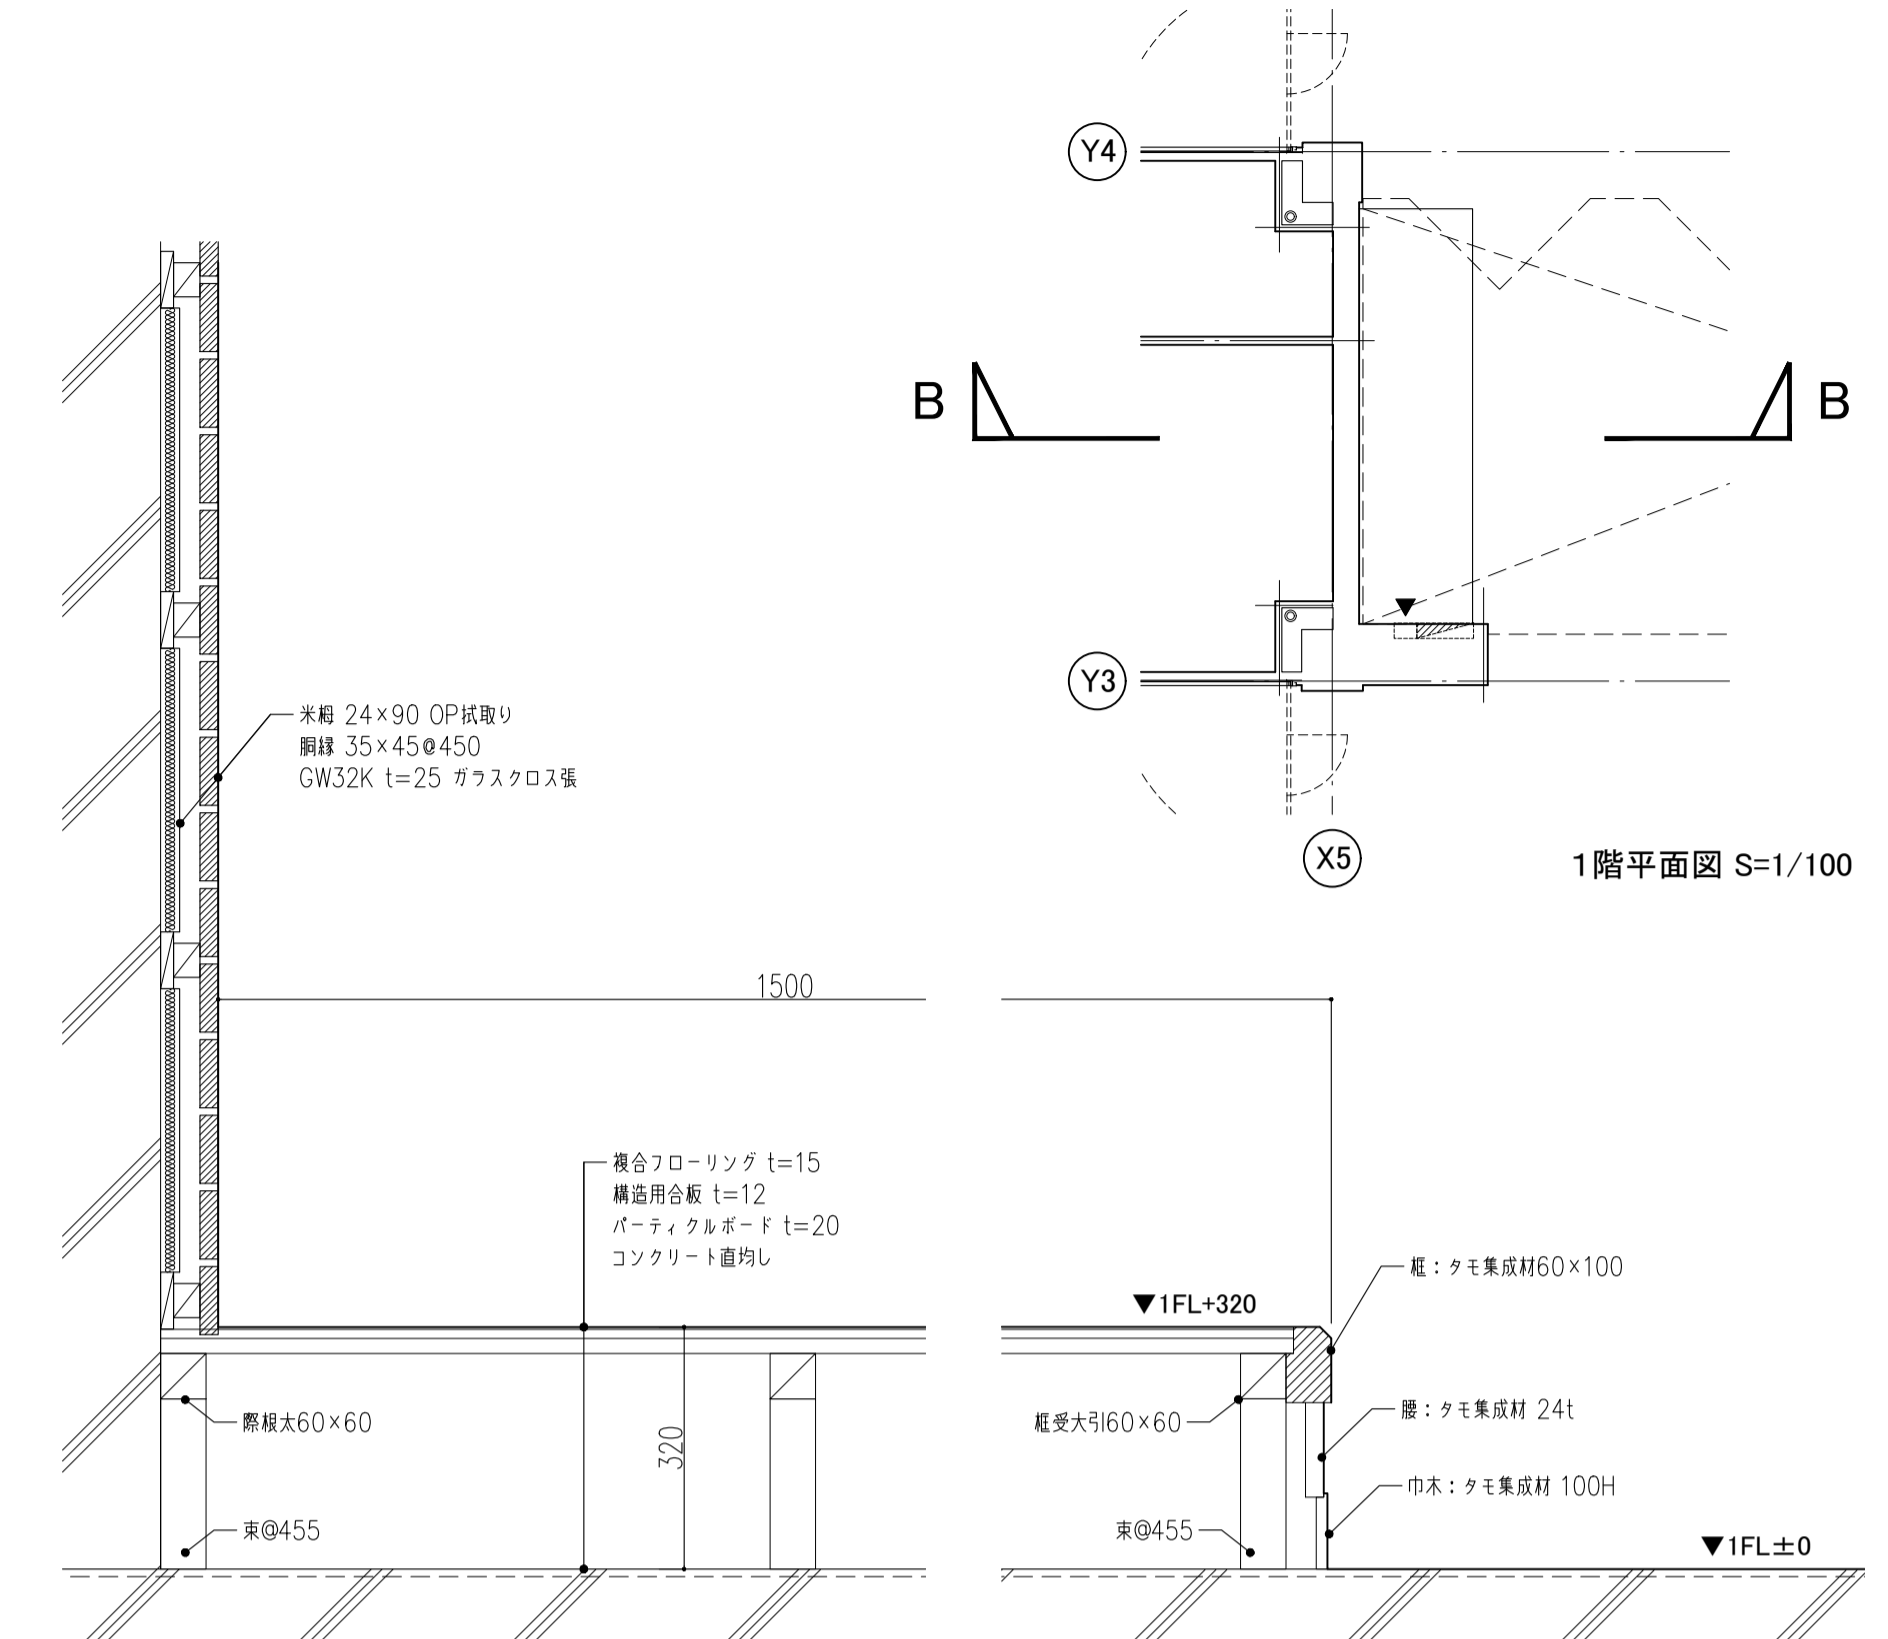 Y4
B
B
Y3
X5
1階平面図 S=1/100
米栂 24×90 OP拭取り
胴縁 35×45@450
GW32K t=25 ガラスクロス張
1500
複合フローリング t=15
構造用合板 t=12
パーティクルボード t=20
コンクリート直均し
▼1FL+320
框：タモ集成材60×100
際根太60×60
320
框受大引60×60
腰：タモ集成材 24t
巾木：タモ集成材 100H
束@455
束@455
▼1FL±0